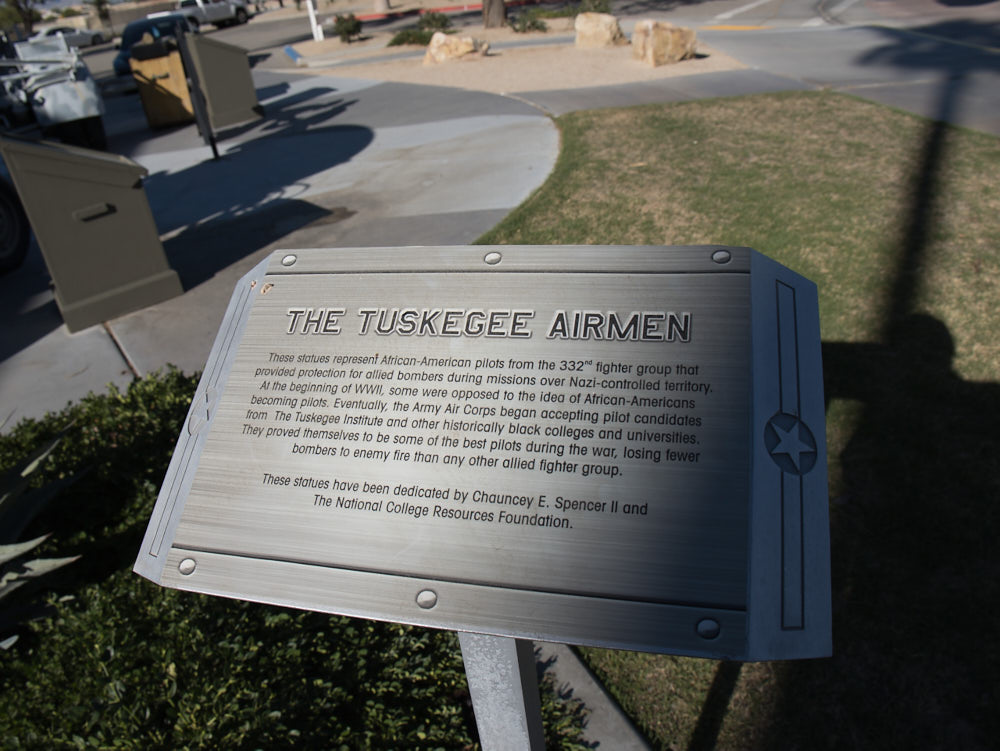 THE TUSKEGEE AIRMEN
These statues represent African-American pilots from the 332nd fighter group that
provided protection for allied bombers during missions over Nazi-controlled territory.
At the beginning of WWII, some were opposed to the idea of African-Americans
becoming pilots. Eventually, the Army Air Corps began accepting pilot candidates
from The Tuskegee Institute and other historically black colleges and universities.
They proved themselves to be some of the best pilots during the war, losing fewer
bombers to enemy fire than any other allied fighter group.
These statues have been dedicated by Chauncey E. Spencer II and
The National College Resources Foundation.